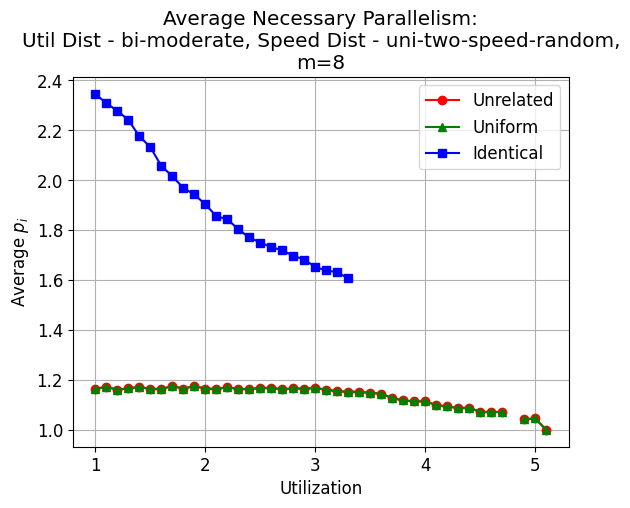 Average Necessary Parallelism:
Util Dist - bi-moderate, Speed Dist - uni-two-speed-random,
m=8
2.4
2.2
2.0
1.8
1.6
1.4
1.2
1.0
Average p_i
Unrelated
Uniform
Identical
1 2 3 4 5
Utilization